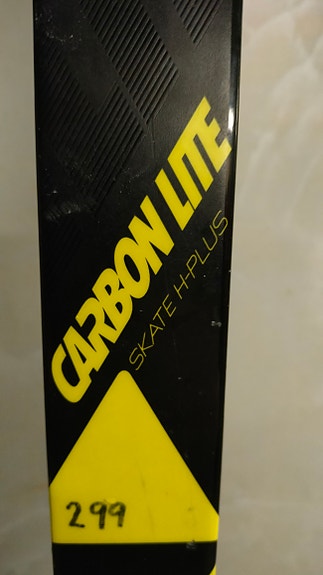 CARBON LITE
SKATE H-PLUS
299